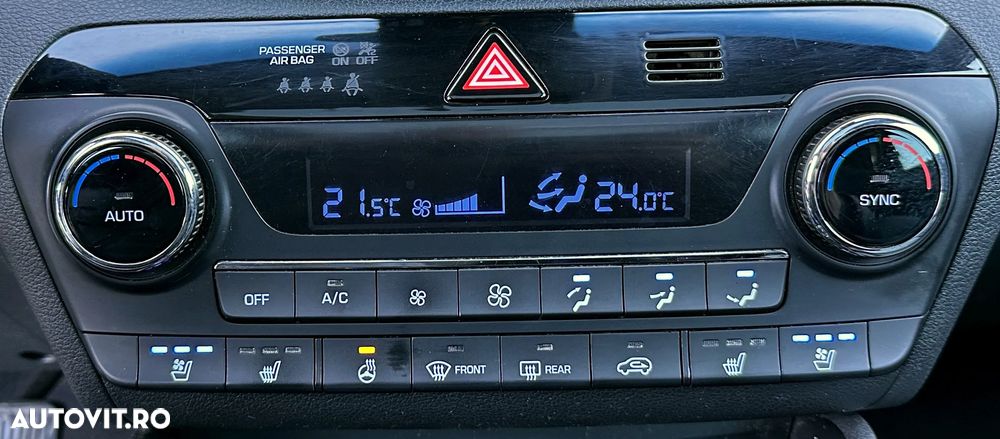 PASSENGER
AIR BAG ON OFF
AUTO
21.5°C
24.0°C
SYNC
OFF
A/C
FRONT
REAR
AUTOVIT.RO